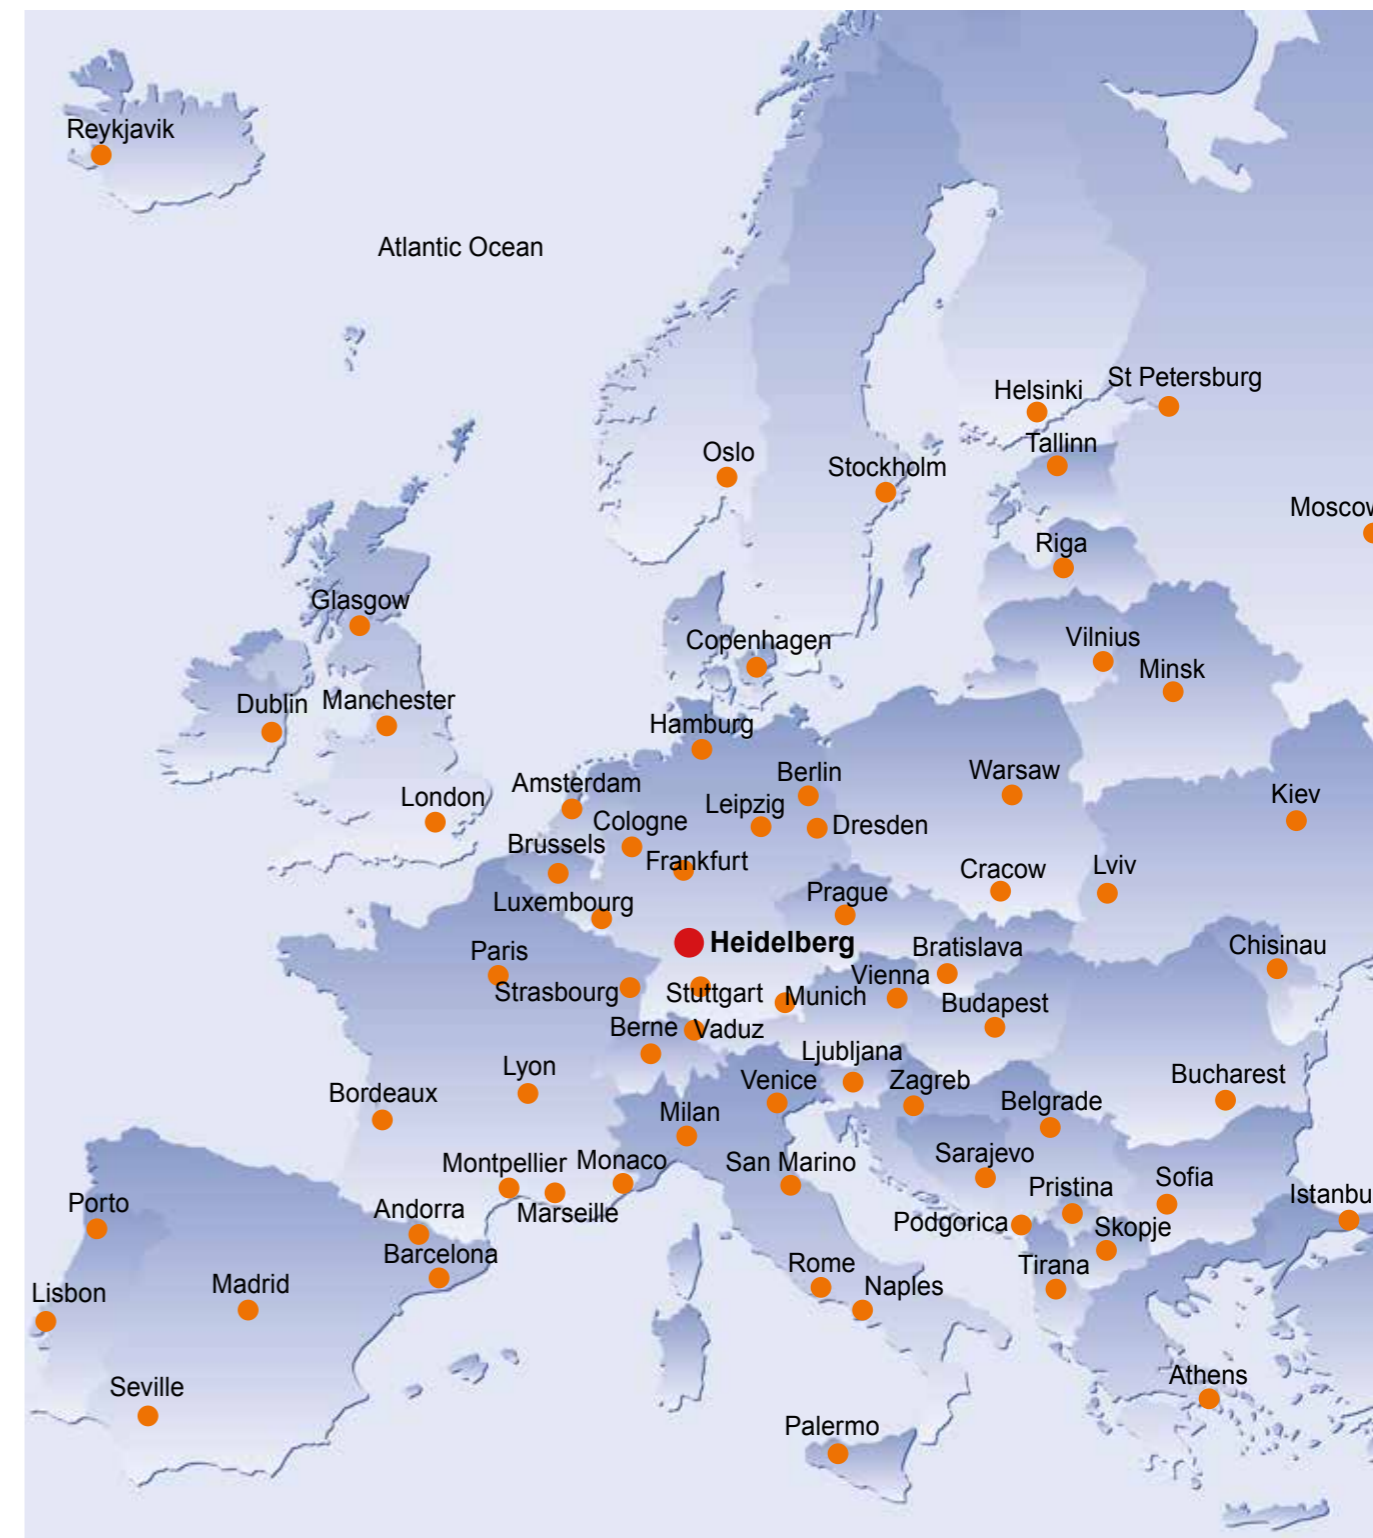 Reykjavik
Atlantic Ocean
St Petersburg
Helsinki
Tallinn
Oslo
Stockholm
Moscow
Riga
Glasgow
Copenhagen
Vilnius
Minsk
Dublin
Manchester
Hamburg
Amsterdam
Berlin
Warsaw
London
Leipzig
Kiev
Cologne
Dresden
Brussels
Frankfurt
Cracow
Lviv
Luxembourg
Prague
Heidelberg
Paris
Bratislava
Chisinau
Strasbourg
Stuttgart
Munich
Vienna
Budapest
Berne
Vaduz
Ljubljana
Lyon
Venice
Zagreb
Bucharest
Bordeaux
Milan
Belgrade
Montpellier
Monaco
San Marino
Sarajevo
Sofia
Pristina
Istanbu
Porto
Andorra
Marseille
Podgorica
Skopje
Barcelona
Lisbon
Madrid
Rome
Naples
Tirana
Seville
Athens
Palermo